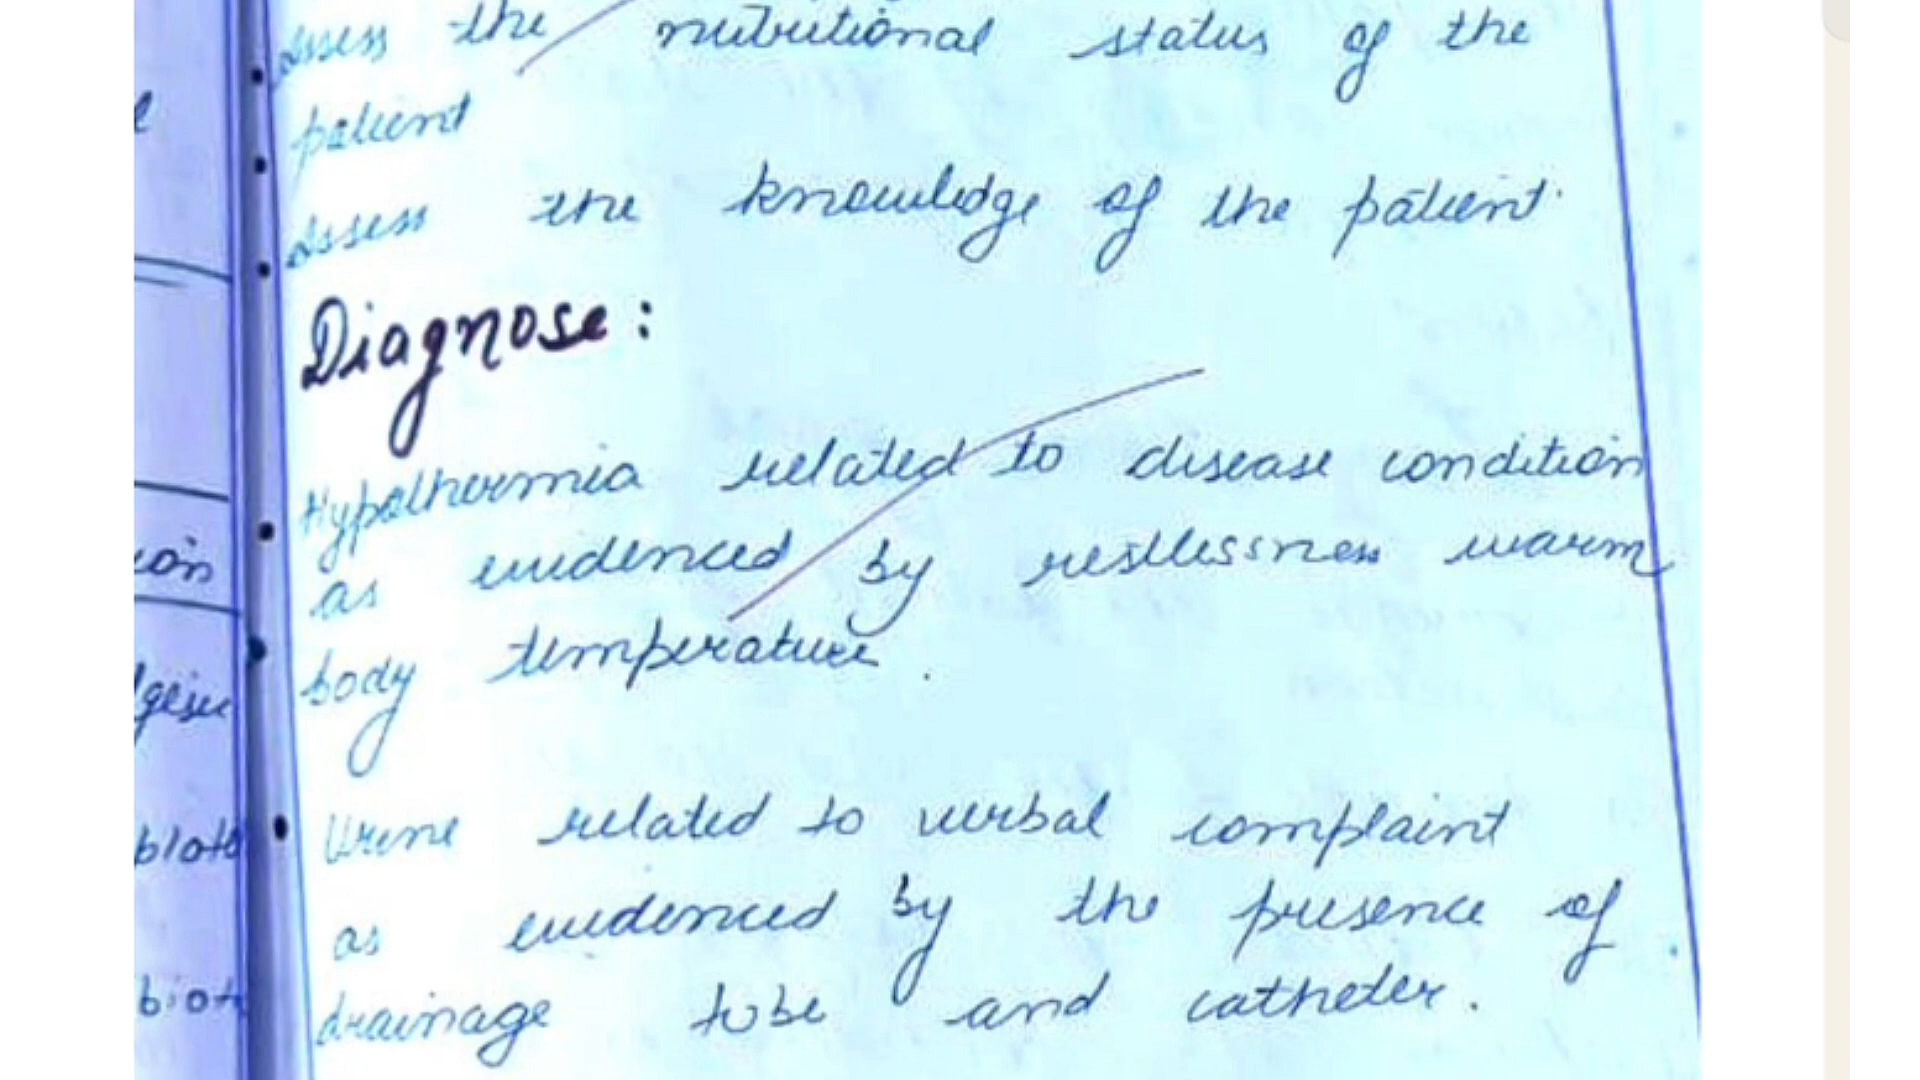 Assess the nutritional status of the
patient
Assess the knowledge of the patient.
Diagnose:
Hypothermia related to disease condition
as evidenced by restlessness warm
body temperature.
Urine related to verbal complaint
as evidenced by the presence of
drainage tube and catheter.